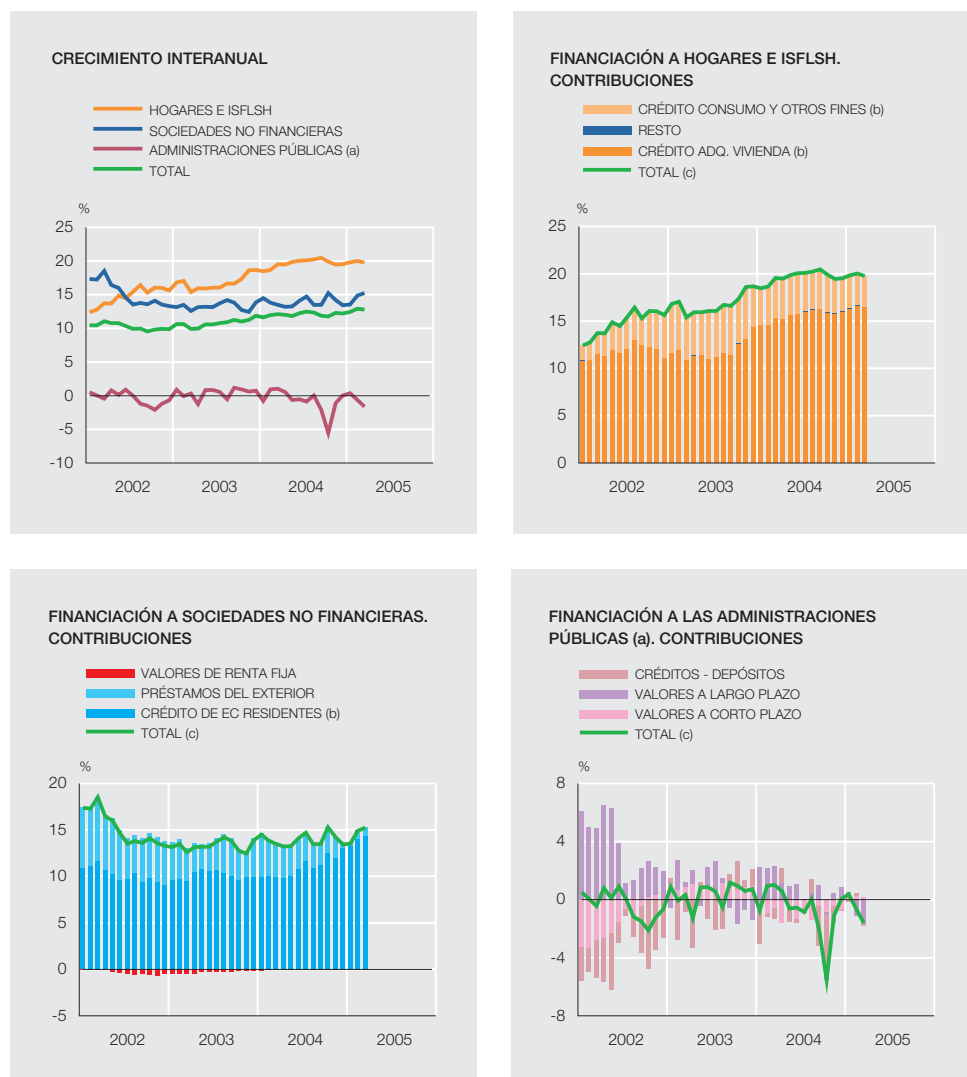 CRECIMIENTO INTERANUAL
HOGARES E ISFLSH
SOCIEDADES NO FINANCIERAS
ADMINISTRACIONES PÚBLICAS (a)
TOTAL
%
25
20
15
10
5
0
-5
-10
2002
2003
2004
2005
FINANCIACIÓN A HOGARES E ISFLSH.
CONTRIBUCIONES
CRÉDITO CONSUMO Y OTROS FINES (b)
RESTO
CRÉDITO ADQ. VIVIENDA (b)
TOTAL (c)
%
25
20
15
10
5
0
2002
2003
2004
2005
FINANCIACIÓN A SOCIEDADES NO FINANCIERAS.
CONTRIBUCIONES
VALORES DE RENTA FIJA
PRÉSTAMOS DEL EXTERIOR
CRÉDITO DE EC RESIDENTES (b)
TOTAL (c)
%
20
15
10
5
0
-5
2002
2003
2004
2005
FINANCIACIÓN A LAS ADMINISTRACIONES
PÚBLICAS (a). CONTRIBUCIONES
CRÉDITOS - DEPÓSITOS
VALORES A LARGO PLAZO
VALORES A CORTO PLAZO
TOTAL (c)
%
8
4
0
-4
-8
2002
2003
2004
2005